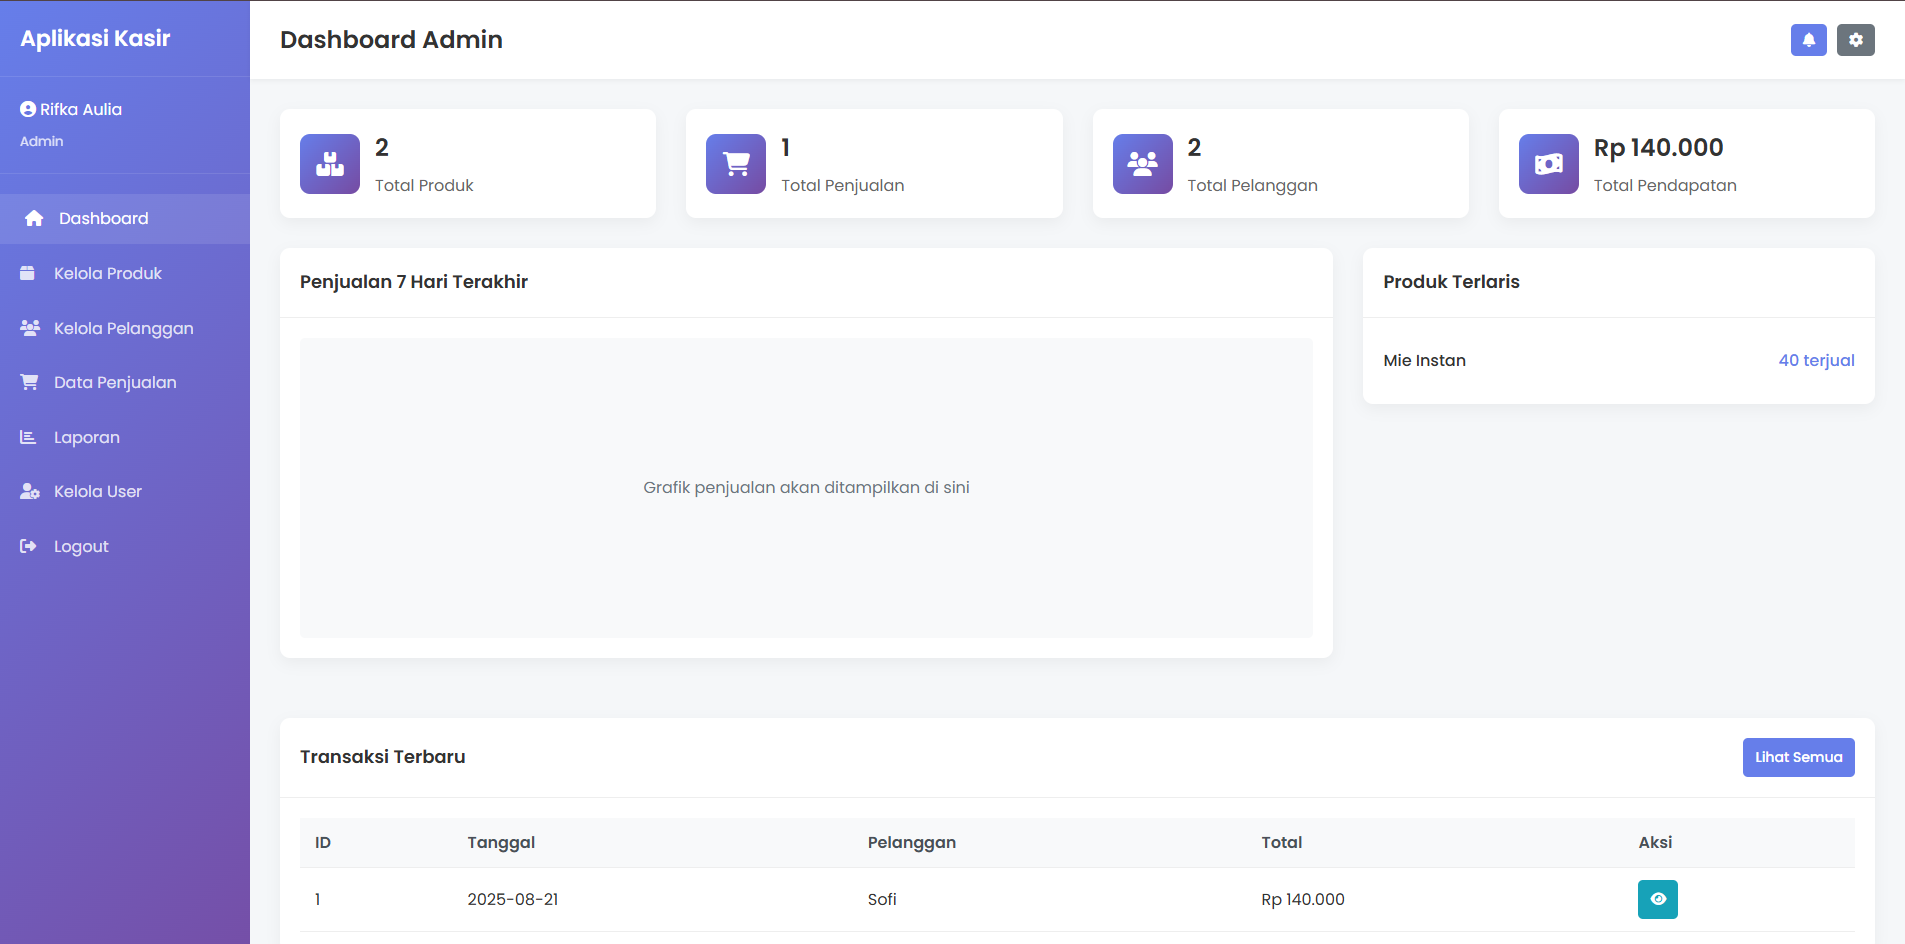 Aplikasi Kasir
Rifka Aulia
Admin
Dashboard
Kelola Produk
Kelola Pelanggan
Data Penjualan
Laporan
Kelola User
Logout
Dashboard Admin
2
Total Produk
1
Total Penjualan
2
Total Pelanggan
Rp 140.000
Total Pendapatan
Penjualan 7 Hari Terakhir
Grafik penjualan akan ditampilkan di sini
Produk Terlaris
Mie Instan 40 terjual
Transaksi Terbaru Lihat Semua
ID Tanggal Pelanggan Total Aksi
1 2025-08-21 Sofi Rp 140.000